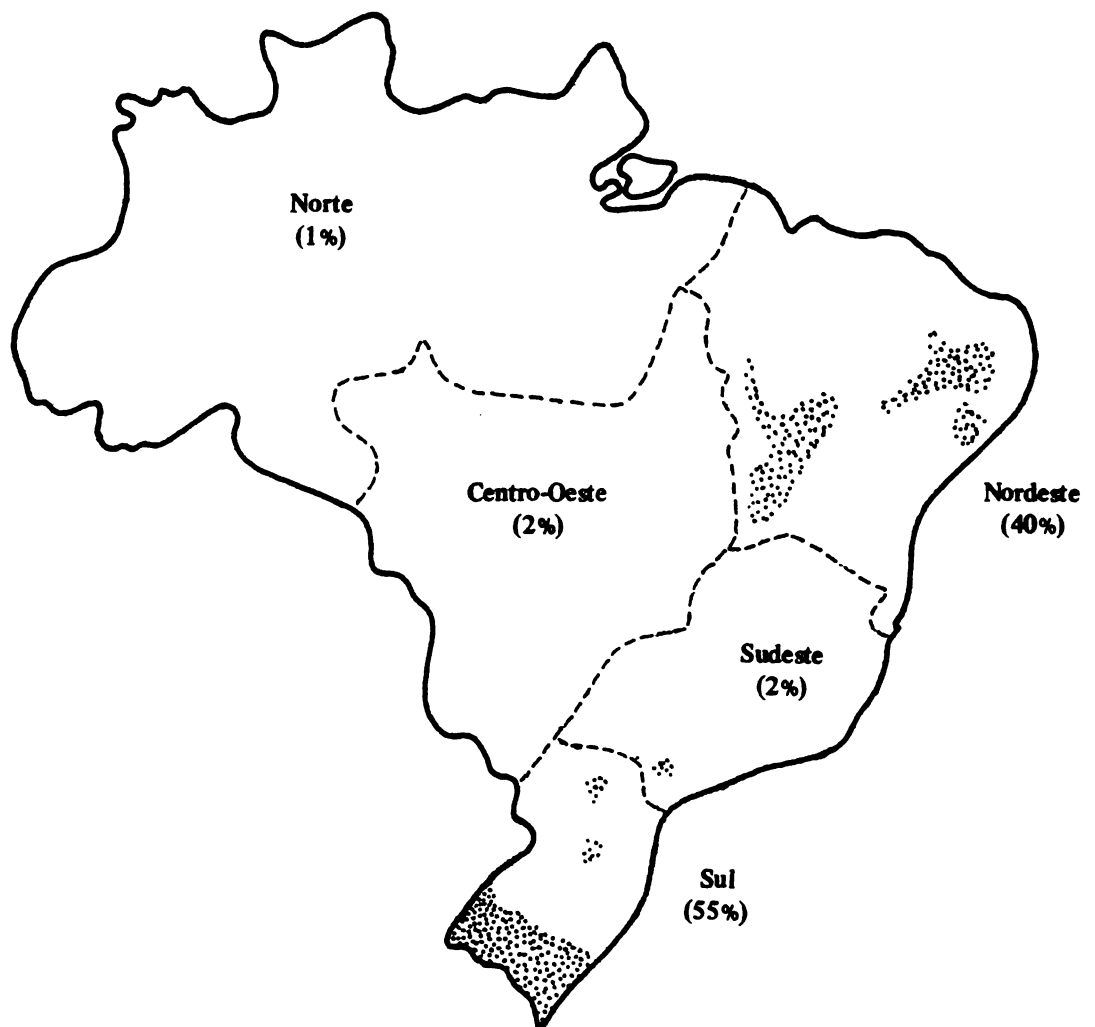 Norte
(1%)
Centro-Oeste
(2%)
Nordeste
(40%)
Sudeste
(2%)
Sul
(55%)